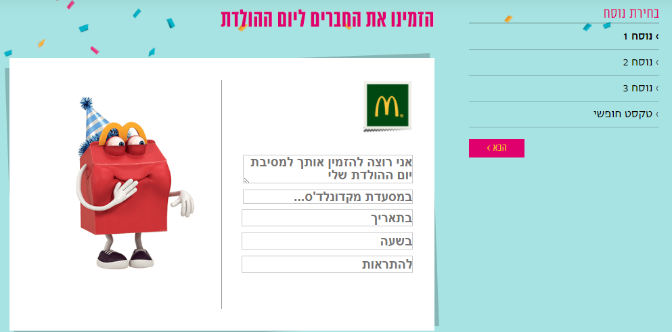 הזמינו את החברים ליום ההולדת
בחירת נוסח
› נוסח 1
› נוסח 2
› נוסח 3
› טקסט חופשי
הבא ›
אני רוצה להזמין אותך למסיבת
יום ההולדת שלי
במסעדת מקדונלד'ס...
בתאריך
בשעה
להתראות